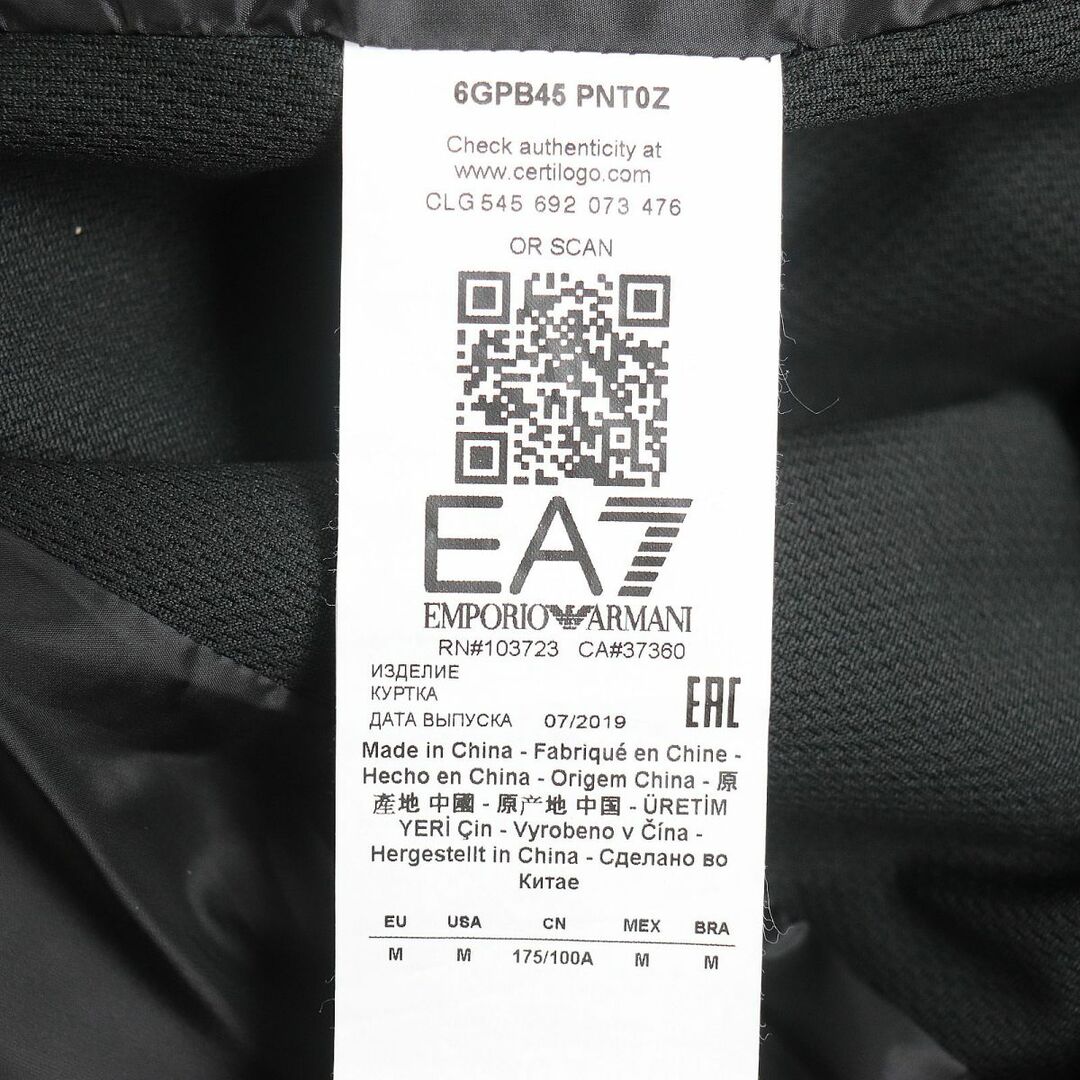 6GPB45 PNT0Z
Check authenticity at
www.certilogo.com
CLG 545 692 073 476
OR SCAN
EA7
EMPORIO ARMANI
RN#103723 CA#37360
ИЗДЕЛИЕ
КУРТКА
ДАТА ВЫПУСКА 07/2019
EAC
Made in China - Fabriqué en Chine -
Hecho en China - Origem China - 原
產地 中國 - 原产地 中国 - ÜRETİM
YERİ Çin - Vyrobeno v Čína -
Hergestellt in China - Сделано во
Китае
EU USA CN MEX BRA
M M 175/100A M M